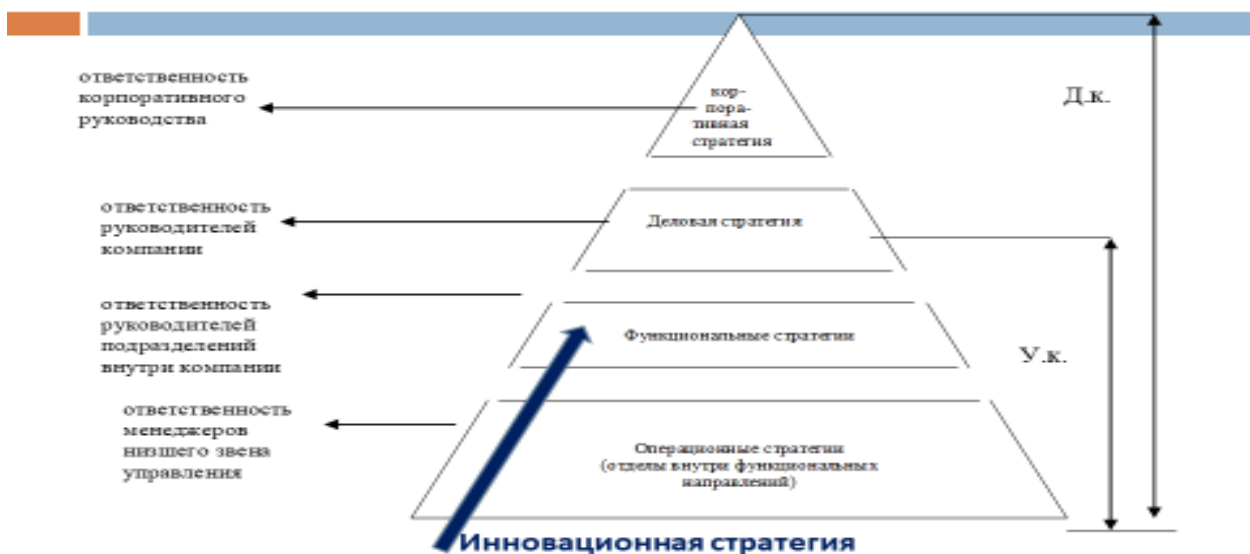 ответственность
корпоративного
руководства
кор-
пора-
тивная
стратегия
Д.к.
ответственность
руководителей
компании
Деловая стратегия
ответственность
руководителей
подразделений
внутри компании
Функциональные стратегии
У.к.
ответственность
менеджеров
низшего звена
управления
Операционные стратегии
(отделы внутри функциональных
направлений)
Инновационная стратегия